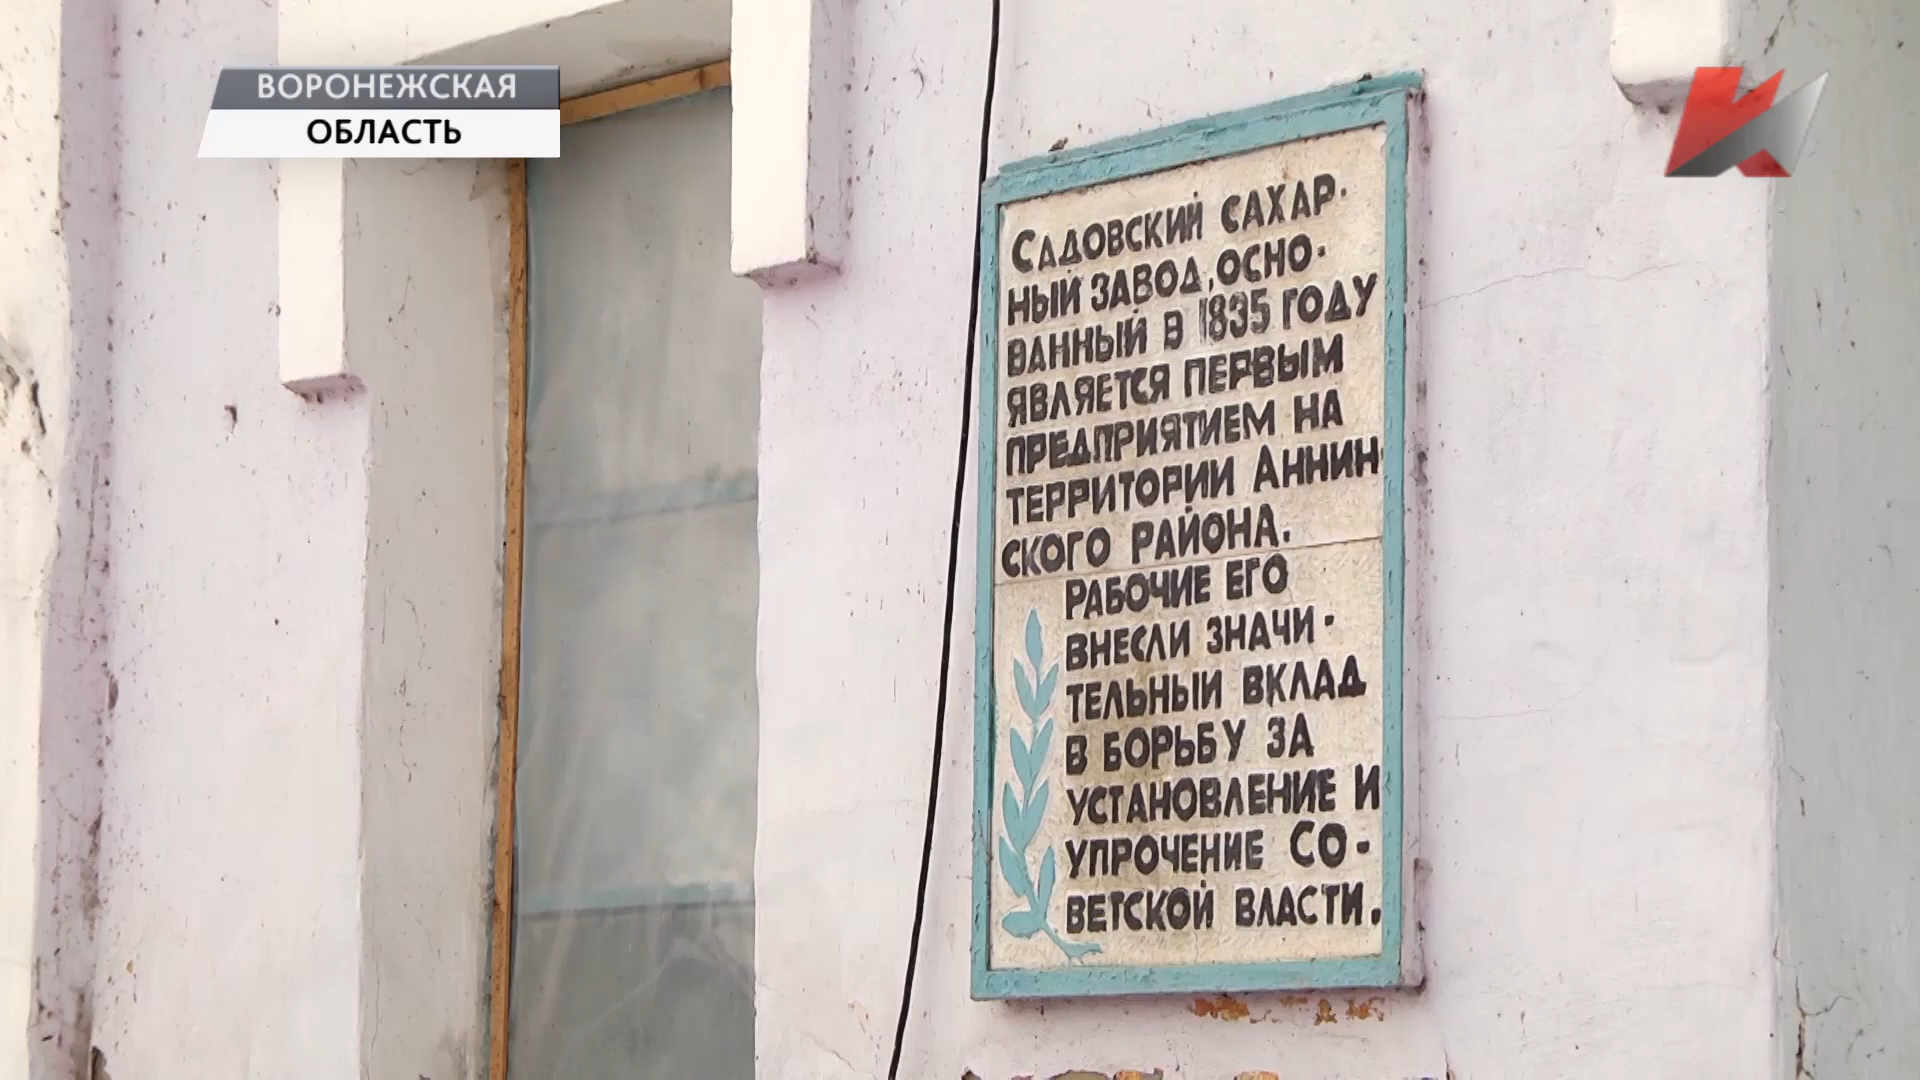 ВОРОНЕЖСКАЯ
ОБЛАСТЬ
САДОВСКИЙ САХАР-
НЫЙ ЗАВОД, ОСНО-
ВАННЫЙ В 1835 ГОДУ
ЯВЛЯЕТСЯ ПЕРВЫМ
ПРЕДПРИЯТИЕМ НА
ТЕРРИТОРИИ АННИН-
СКОГО РАЙОНА.
РАБОЧИЕ ЕГО
ВНЕСЛИ ЗНАЧИ-
ТЕЛЬНЫЙ ВКЛАД
В БОРЬБУ ЗА
УСТАНОВЛЕНИЕ И
УПРОЧЕНИЕ СО-
ВЕТСКОЙ ВЛАСТИ.